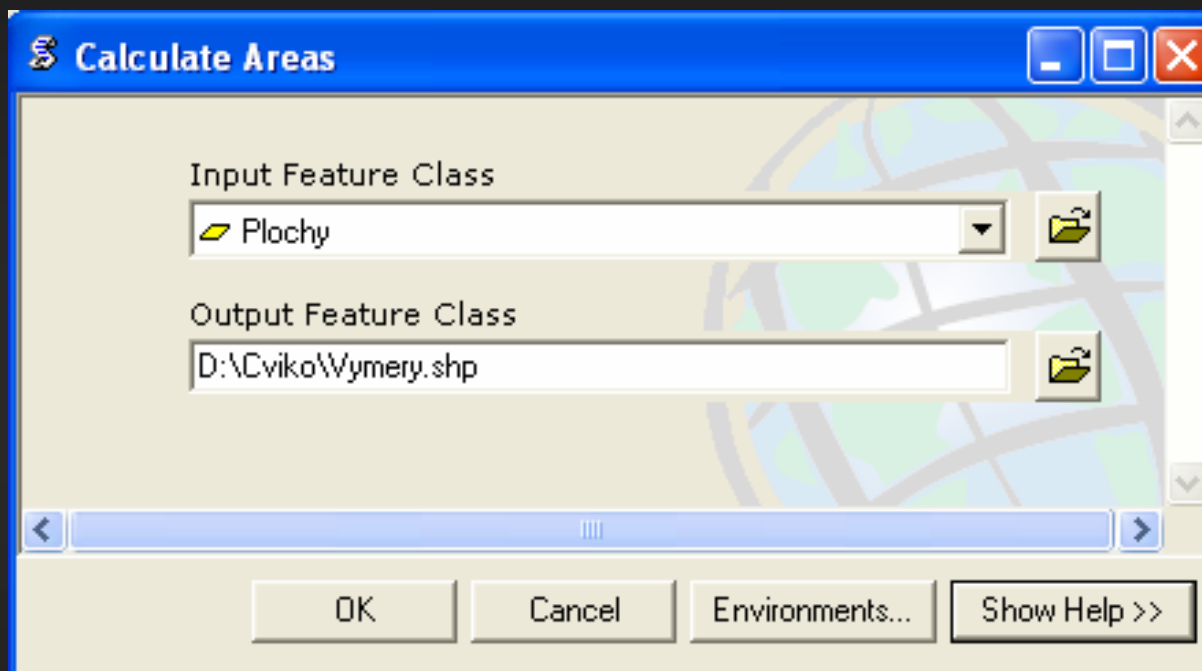 Calculate Areas
Input Feature Class
Plochy
Output Feature Class
D:\Cviko\Vymery.shp
OK Cancel Environments... Show Help >>